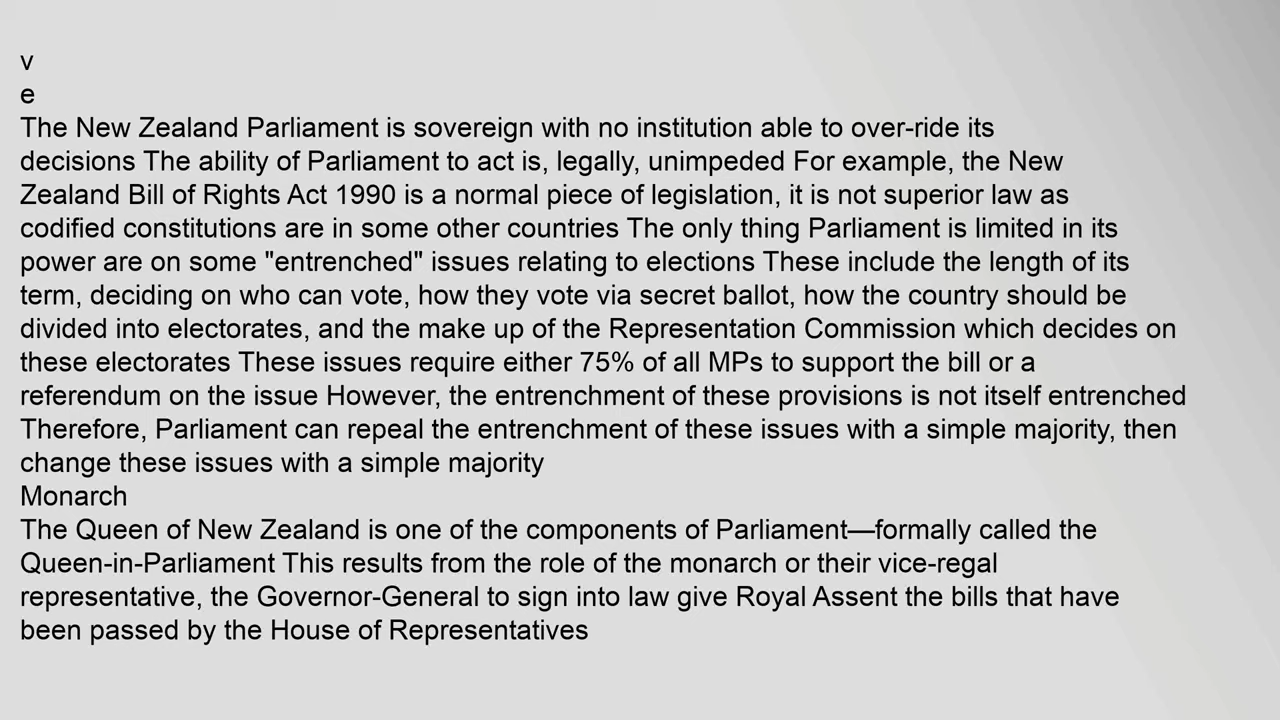 v
e
The New Zealand Parliament is sovereign with no institution able to over-ride its
decisions The ability of Parliament to act is, legally, unimpeded For example, the New
Zealand Bill of Rights Act 1990 is a normal piece of legislation, it is not superior law as
codified constitutions are in some other countries The only thing Parliament is limited in its
power are on some "entrenched" issues relating to elections These include the length of its
term, deciding on who can vote, how they vote via secret ballot, how the country should be
divided into electorates, and the make up of the Representation Commission which decides on
these electorates These issues require either 75% of all MPs to support the bill or a
referendum on the issue However, the entrenchment of these provisions is not itself entrenched
Therefore, Parliament can repeal the entrenchment of these issues with a simple majority, then
change these issues with a simple majority
Monarch
The Queen of New Zealand is one of the components of Parliament—formally called the
Queen-in-Parliament This results from the role of the monarch or their vice-regal
representative, the Governor-General to sign into law give Royal Assent the bills that have
been passed by the House of Representatives